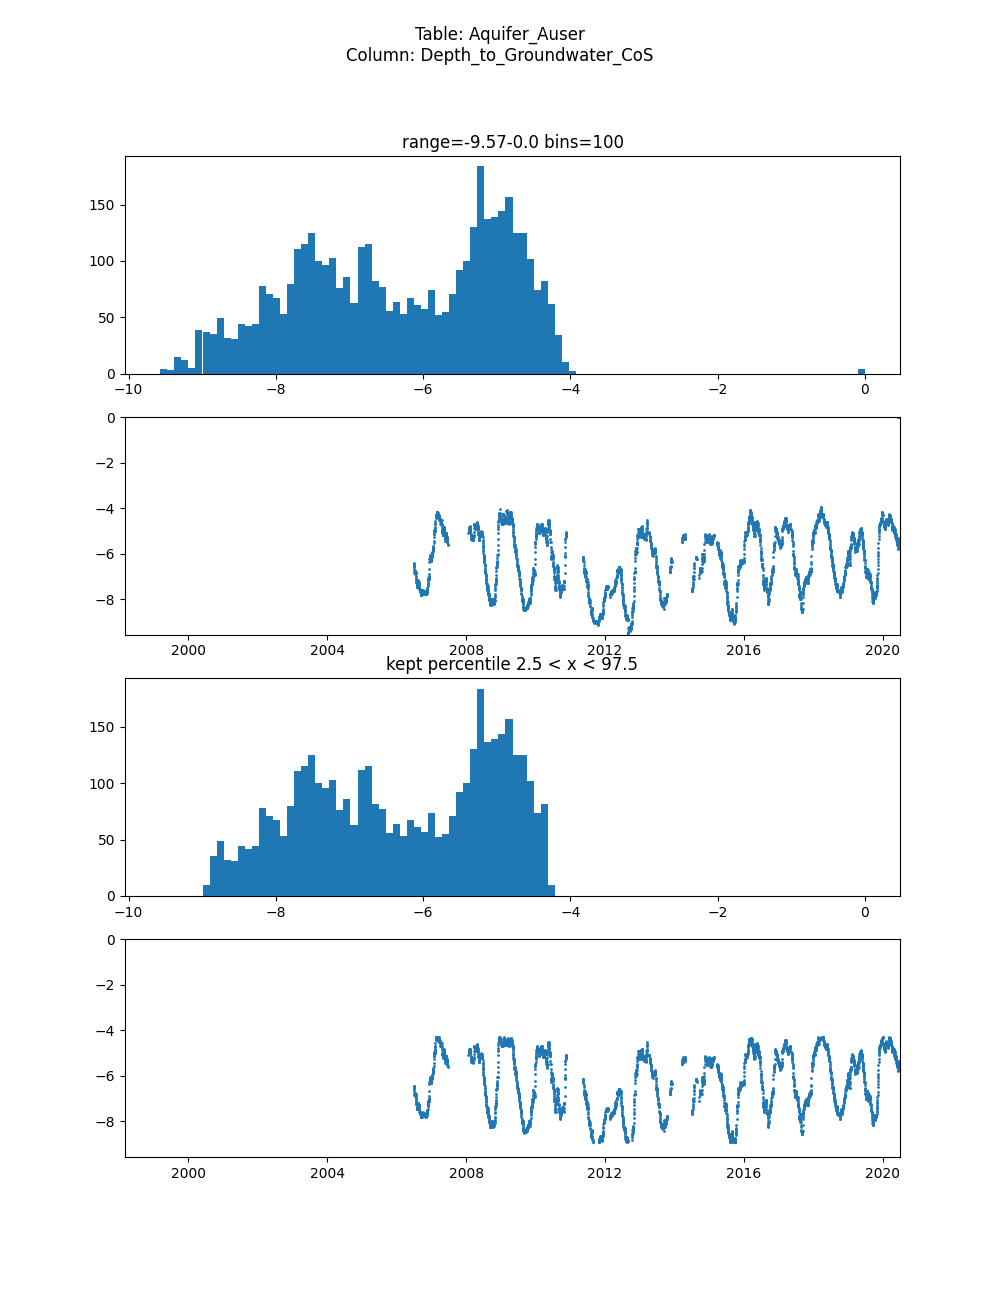 Table: Aquifer_Auser
Column: Depth_to_Groundwater_CoS
range=-9.57-0.0 bins=100
150
100
50
0
−10 −8 −6 −4 −2 0
0
−2
−4
−6
−8
2000 2004 2008 2012 2016 2020
kept percentile 2.5 < x < 97.5
150
100
50
0
−10 −8 −6 −4 −2 0
0
−2
−4
−6
−8
2000 2004 2008 2012 2016 2020